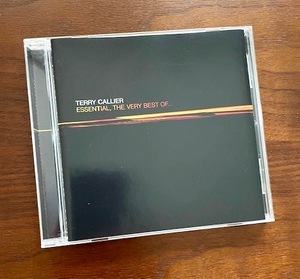 TERRY CALLIER
ESSENTIAL, THE VERY BEST OF...